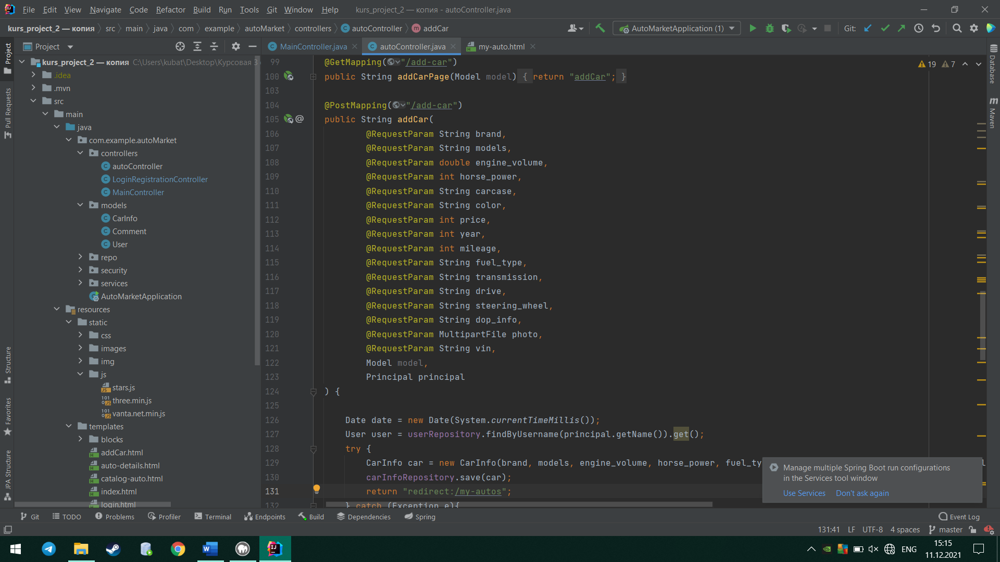 File Edit View Navigate Code Refactor Build Run Tools Git Window Help kurs_project_2 — копия - autoController.java
kurs_project_2 — копия src main java com example autoMarket controllers autoController addCar AutoMarketApplication (1) Git:
Project
MainController.java autoController.java my-auto.html
kurs_project_2 — копия C:\Users\kubat\Desktop\Курсовая 3
.idea
.mvn
src
main
java
com.example.autoMarket
controllers
autoController
LoginRegistrationController
MainController
models
CarInfo
Comment
User
repo
security
services
AutoMarketApplication
resources
static
css
images
img
js
stars.js
three.min.js
vanta.net.min.js
templates
blocks
addCar.html
auto-details.html
catalog-auto.html
index.html
login.html
Project
Pull Requests
Structure
Favorites
JPA Structure
19 7
99 @GetMapping("/add-car")
100 public String addCarPage(Model model) { return "addCar"; }
103
104 @PostMapping("/add-car")
105 public String addCar(
106 @RequestParam String brand,
107 @RequestParam String models,
108 @RequestParam double engine_volume,
109 @RequestParam int horse_power,
110 @RequestParam String carcase,
111 @RequestParam String color,
112 @RequestParam int price,
113 @RequestParam int year,
114 @RequestParam int mileage,
115 @RequestParam String fuel_type,
116 @RequestParam String transmission,
117 @RequestParam String drive,
118 @RequestParam String steering_wheel,
119 @RequestParam String dop_info,
120 @RequestParam MultipartFile photo,
121 @RequestParam String vin,
122 Model model,
123 Principal principal
124 ) {
125
126 Date date = new Date(System.currentTimeMillis());
127 User user = userRepository.findByUsername(principal.getName()).get();
128 try {
129 CarInfo car = new CarInfo(brand, models, engine_volume, horse_power, fuel_ty
130 carInfoRepository.save(car);
131 return "redirect:/my-autos";
132 } catch (Exception e){
Database
Maven
Manage multiple Spring Boot run configurations
in the Services tool window
Use Services Don't ask again
Git TODO Problems Profiler Terminal Endpoints Build Dependencies Spring Event Log
131:41 LF UTF-8 4 spaces master
ENG 15:15
11.12.2021